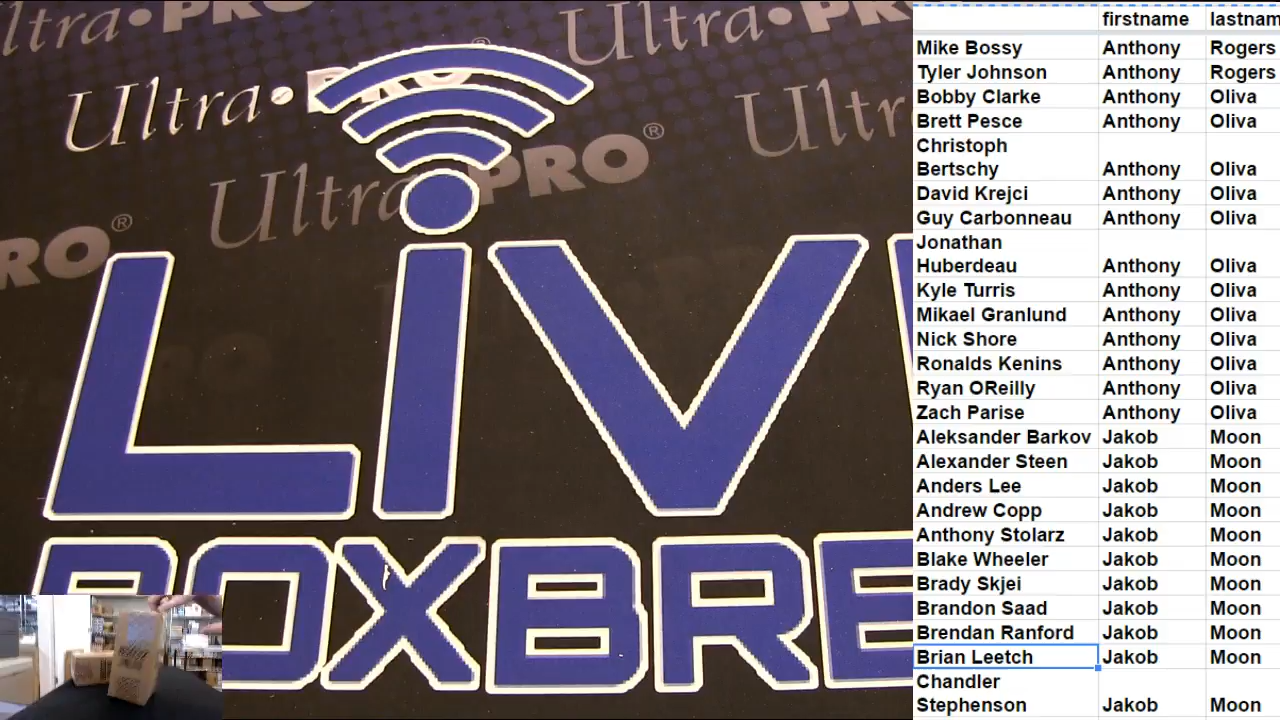 Ultra•PRO
Ultra•PRO®
Ultra•PRO
Ultra
Ultra PRO®
PRO®
LiV
BOXBRE
firstname lastnam
Mike Bossy Anthony Rogers
Tyler Johnson Anthony Rogers
Bobby Clarke Anthony Oliva
Brett Pesce Anthony Oliva
Christoph
Bertschy Anthony Oliva
David Krejci Anthony Oliva
Guy Carbonneau Anthony Oliva
Jonathan
Huberdeau Anthony Oliva
Kyle Turris Anthony Oliva
Mikael Granlund Anthony Oliva
Nick Shore Anthony Oliva
Ronalds Kenins Anthony Oliva
Ryan OReilly Anthony Oliva
Zach Parise Anthony Oliva
Aleksander Barkov Jakob Moon
Alexander Steen Jakob Moon
Anders Lee Jakob Moon
Andrew Copp Jakob Moon
Anthony Stolarz Jakob Moon
Blake Wheeler Jakob Moon
Brady Skjei Jakob Moon
Brandon Saad Jakob Moon
Brendan Ranford Jakob Moon
Brian Leetch Jakob Moon
Chandler
Stephenson Jakob Moon